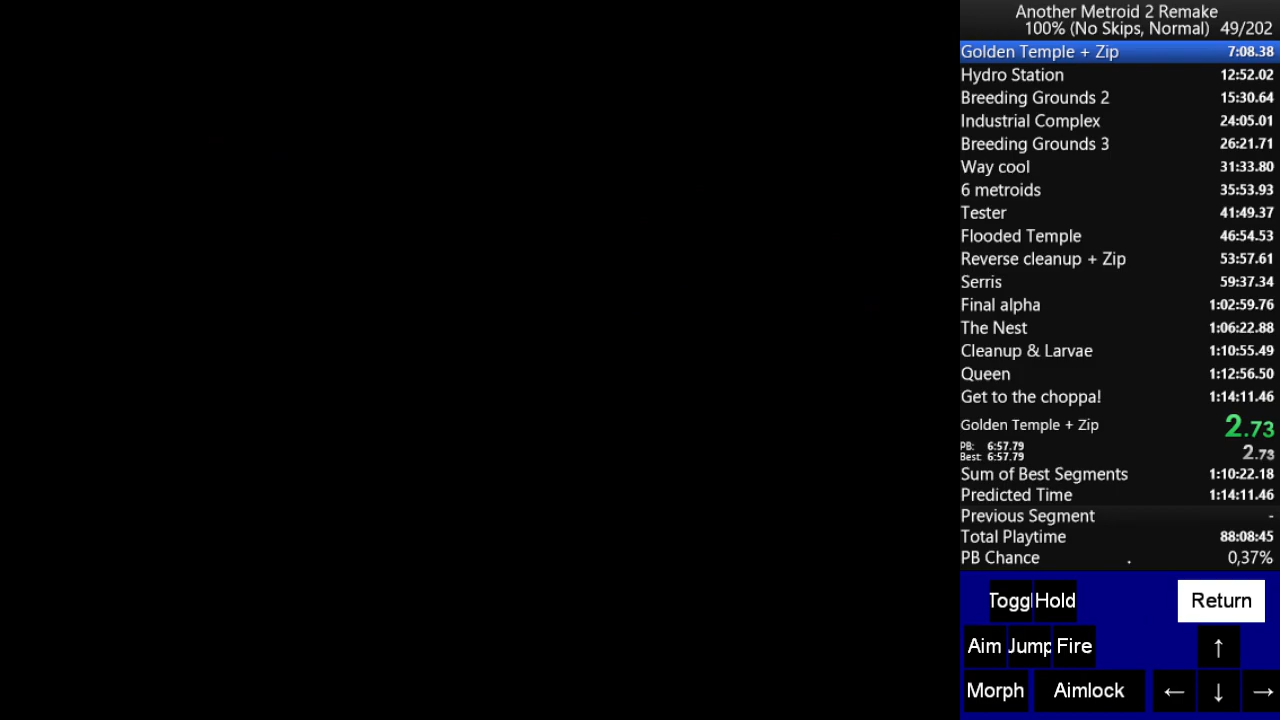 Another Metroid 2 Remake
100% (No Skips, Normal) 49/202
Golden Temple + Zip 7:08.38
Hydro Station 12:52.02
Breeding Grounds 2 15:30.64
Industrial Complex 24:05.01
Breeding Grounds 3 26:21.71
Way cool 31:33.80
6 metroids 35:53.93
Tester 41:49.37
Flooded Temple 46:54.53
Reverse cleanup + Zip 53:57.61
Serris 59:37.34
Final alpha 1:02:59.76
The Nest 1:06:22.88
Cleanup & Larvae 1:10:55.49
Queen 1:12:56.50
Get to the choppa! 1:14:11.46
Golden Temple + Zip 2.73
PB: 6:57.79
Best: 6:57.79 2.73
Sum of Best Segments 1:10:22.18
Predicted Time 1:14:11.46
Previous Segment -
Total Playtime 88:08:45
PB Chance . 0,37%
Toggl Hold Return
Aim Jump Fire ↑
Morph Aimlock ← ↓ →